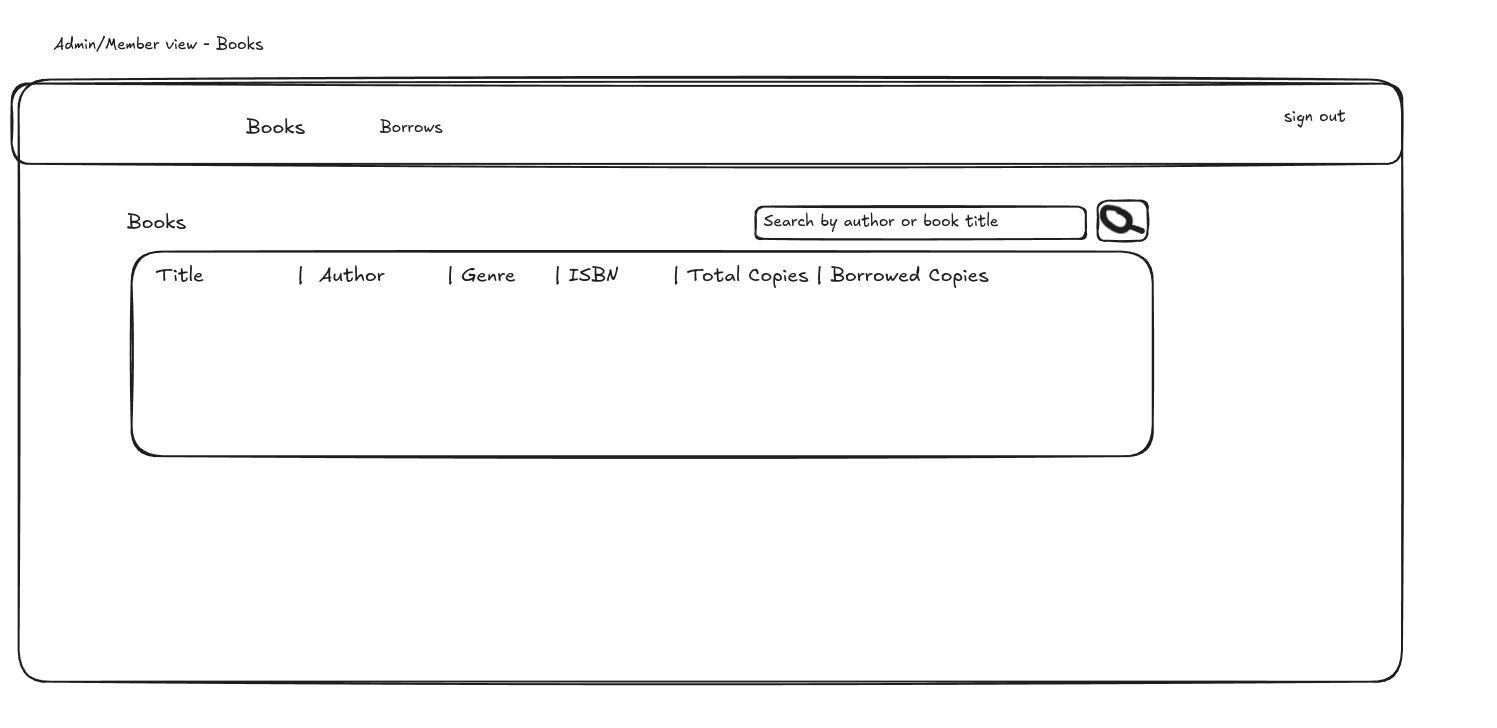 Admin/Member view - Books
Books Borrows sign out
Books Search by author or book title
Title | Author | Genre | ISBN | Total Copies | Borrowed Copies